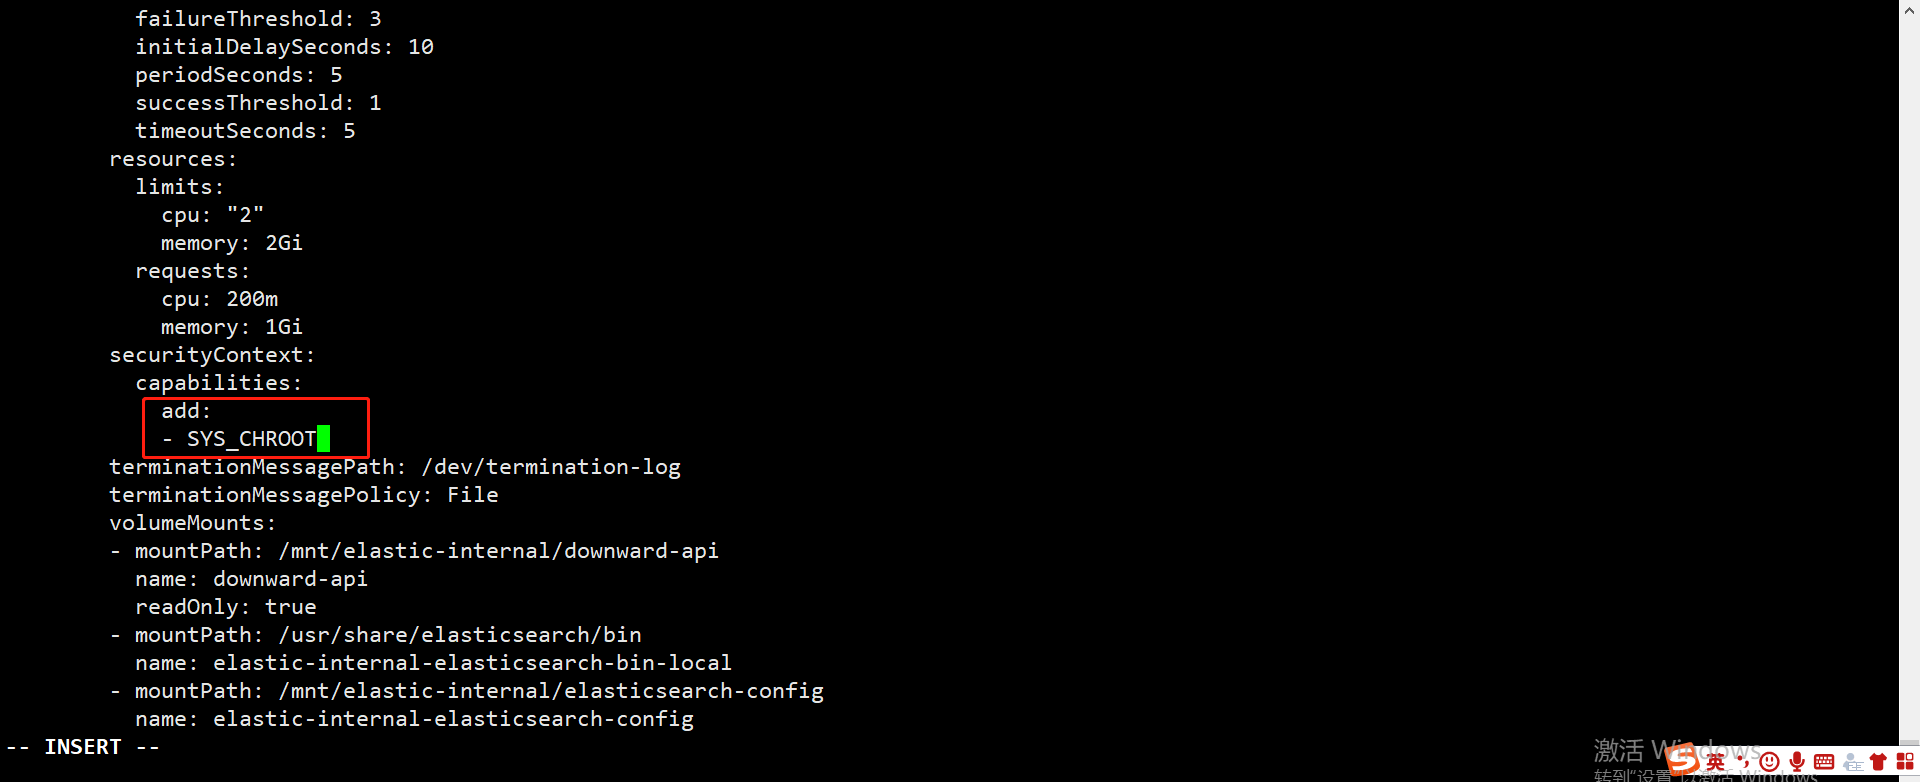 failureThreshold: 3
initialDelaySeconds: 10
periodSeconds: 5
successThreshold: 1
timeoutSeconds: 5
resources:
limits:
cpu: "2"
memory: 2Gi
requests:
cpu: 200m
memory: 1Gi
securityContext:
capabilities:
add:
- SYS_CHROOT
terminationMessagePath: /dev/termination-log
terminationMessagePolicy: File
volumeMounts:
- mountPath: /mnt/elastic-internal/downward-api
name: downward-api
readOnly: true
- mountPath: /usr/share/elasticsearch/bin
name: elastic-internal-elasticsearch-bin-local
- mountPath: /mnt/elastic-internal/elasticsearch-config
name: elastic-internal-elasticsearch-config
-- INSERT --
激活 Windows
英
转到"设置"以激活 Windows